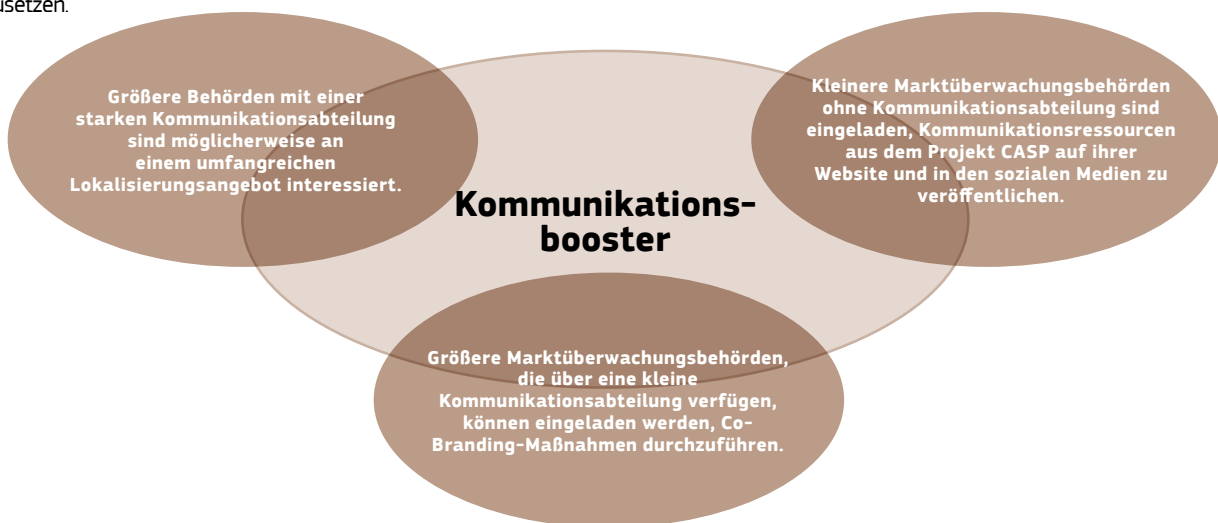 usetzen.
Größere Behörden mit einer
starken Kommunikationsabteilung
sind möglicherweise an
einem umfangreichen
Lokalisierungsangebot interessiert.
Kleinere Marktüberwachungsbehörden
ohne Kommunikationsabteilung sind
eingeladen, Kommunikationsressourcen
aus dem Projekt CASP auf ihrer
Website und in den sozialen Medien zu
veröffentlichen.
Kommunikations-
booster
Größere Marktüberwachungsbehörden,
die über eine kleine
Kommunikationsabteilung verfügen,
können eingeladen werden, Co-
Branding-Maßnahmen durchzuführen.